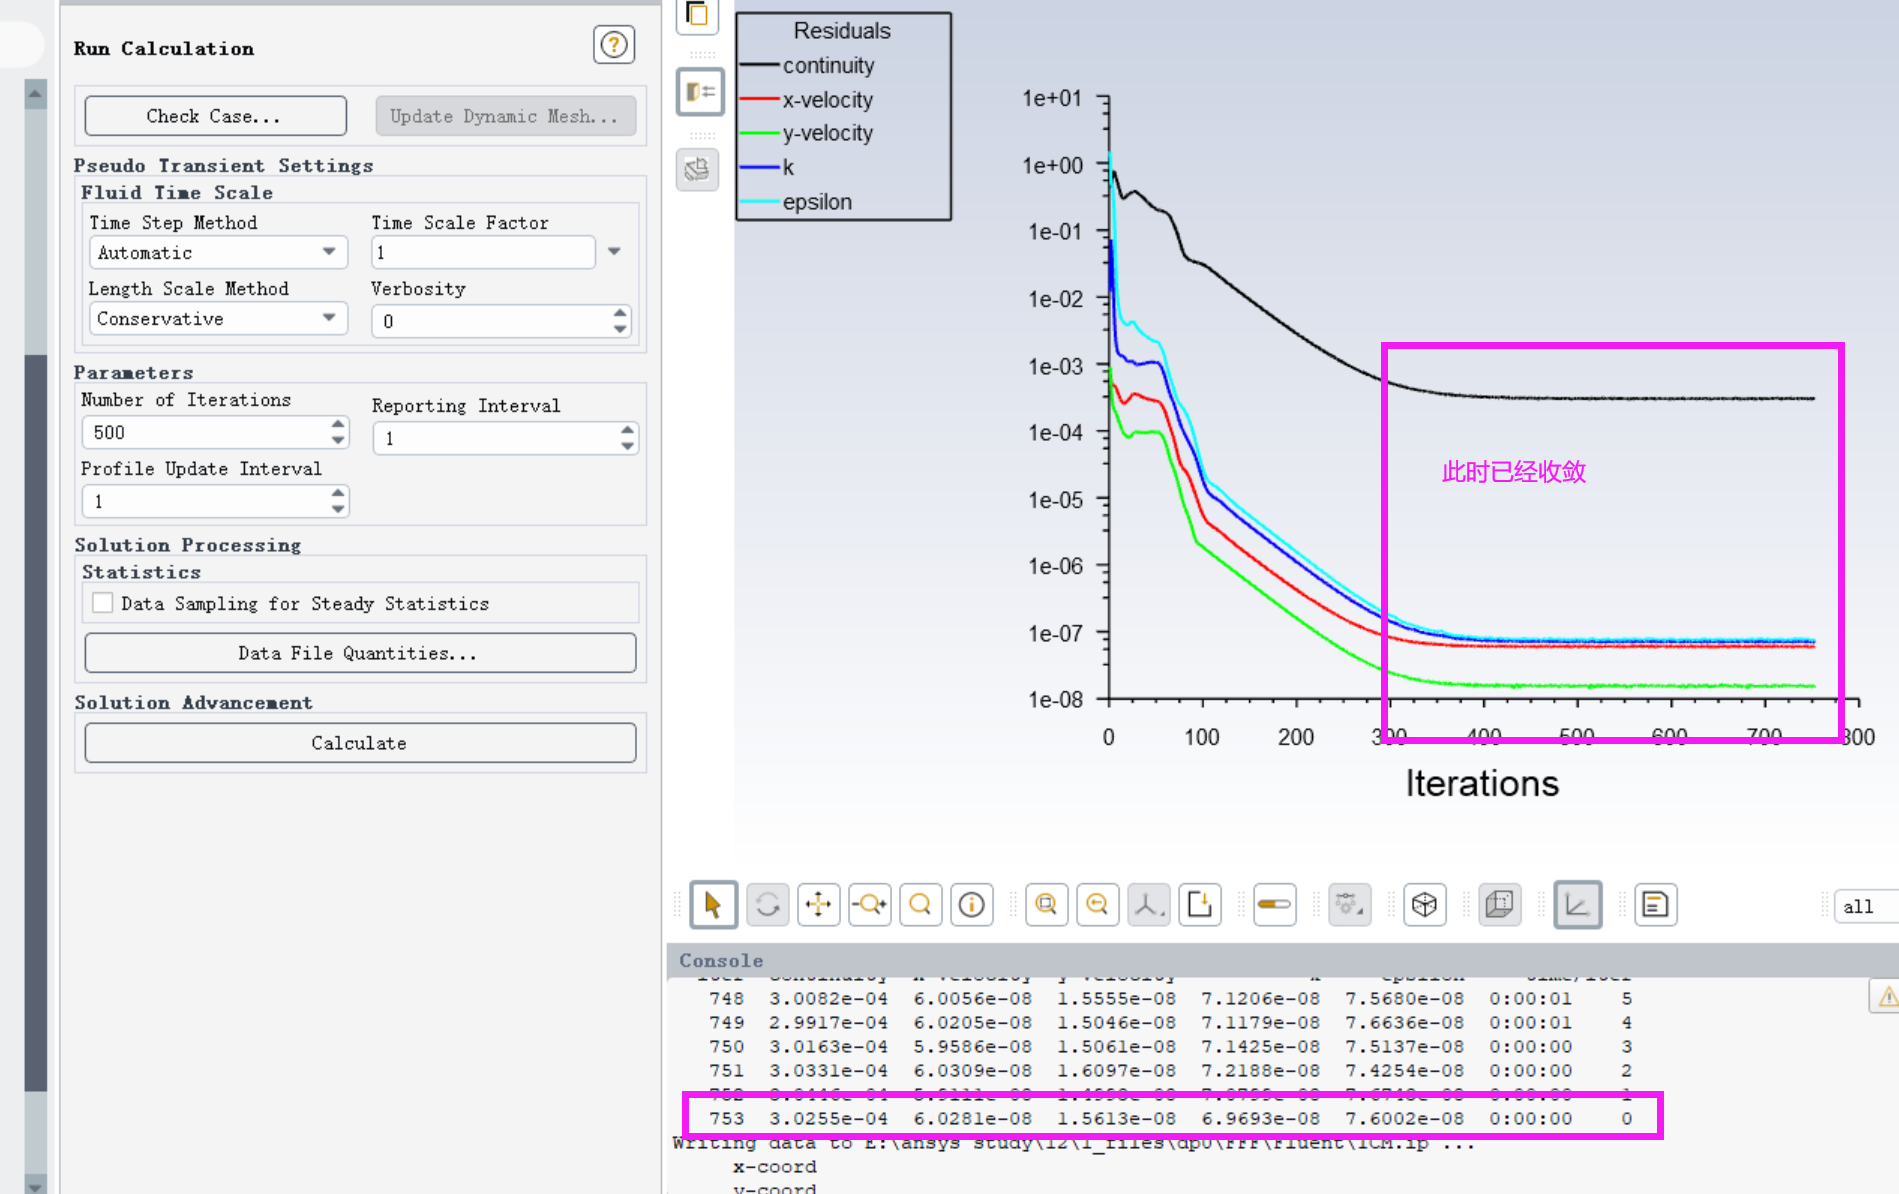 Run Calculation
Check Case...
Update Dynamic Mesh...
Pseudo Transient Settings
Fluid Time Scale
Time Step Method
Time Scale Factor
Automatic
1
Length Scale Method
Verbosity
Conservative
0
Parameters
Number of Iterations
Reporting Interval
500
1
Profile Update Interval
1
Solution Processing
Statistics
Data Sampling for Steady Statistics
Data File Quantities...
Solution Advancement
Calculate
Residuals
continuity
x-velocity
y-velocity
k
epsilon
1e+01
1e+00
1e-01
1e-02
1e-03
1e-04
1e-05
1e-06
1e-07
1e-08
此时已经收敛
0 100 200 300 400 500 600 700 800
Iterations
all
Console
748 3.0082e-04 6.0056e-08 1.5555e-08 7.1206e-08 7.5680e-08 0:00:01 5
749 2.9917e-04 6.0205e-08 1.5046e-08 7.1179e-08 7.6636e-08 0:00:01 4
750 3.0163e-04 5.9586e-08 1.5061e-08 7.1425e-08 7.5137e-08 0:00:00 3
751 3.0331e-04 6.0309e-08 1.6097e-08 7.2188e-08 7.4254e-08 0:00:00 2
753 3.0255e-04 6.0281e-08 1.5613e-08 6.9693e-08 7.6002e-08 0:00:00 0
Writing data to E:\ansys study\12\1_files\dp0\FFF\Fluent\ICM.ip ...
x-coord
y-coord